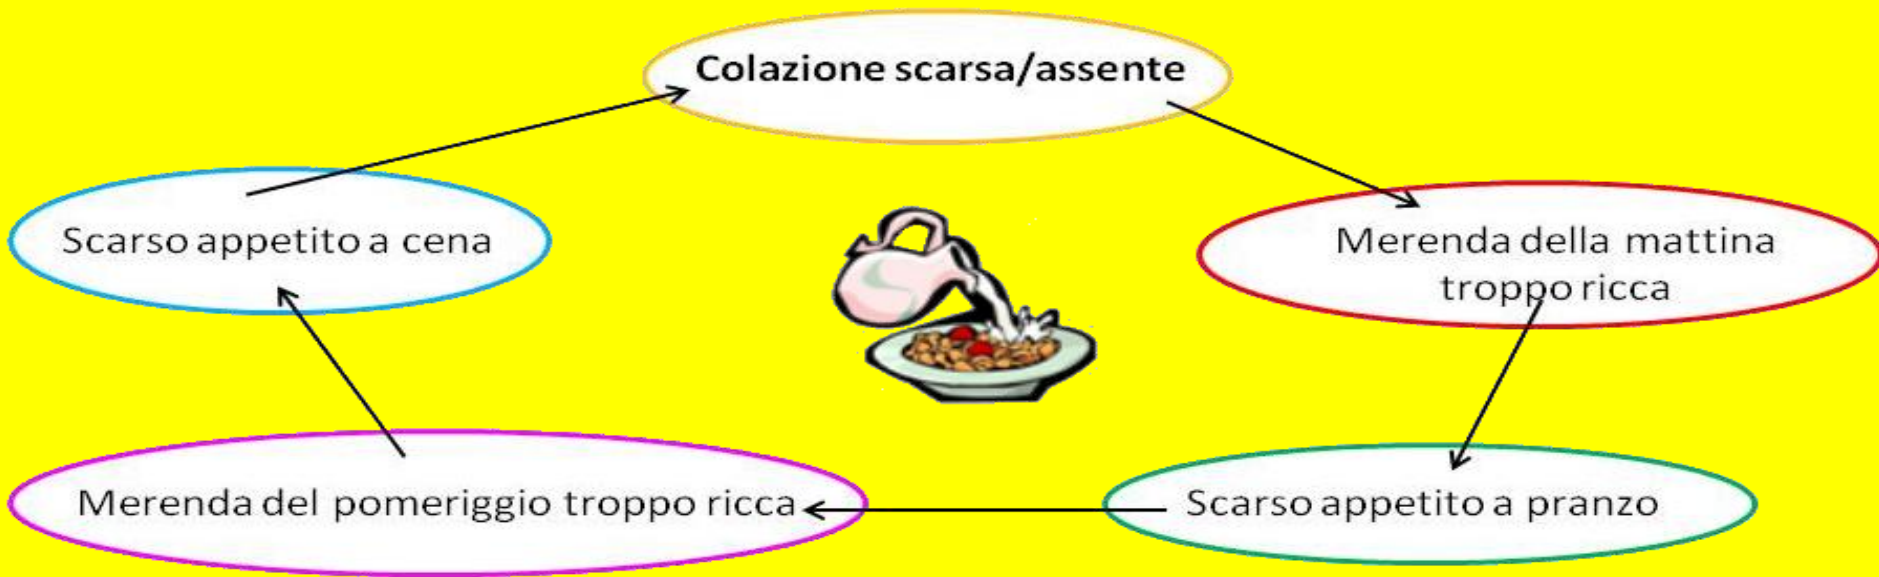 Colazione scarsa/assente
Scarso appetito a cena
Merenda della mattina
troppo ricca
Merenda del pomeriggio troppo ricca
Scarso appetito a pranzo